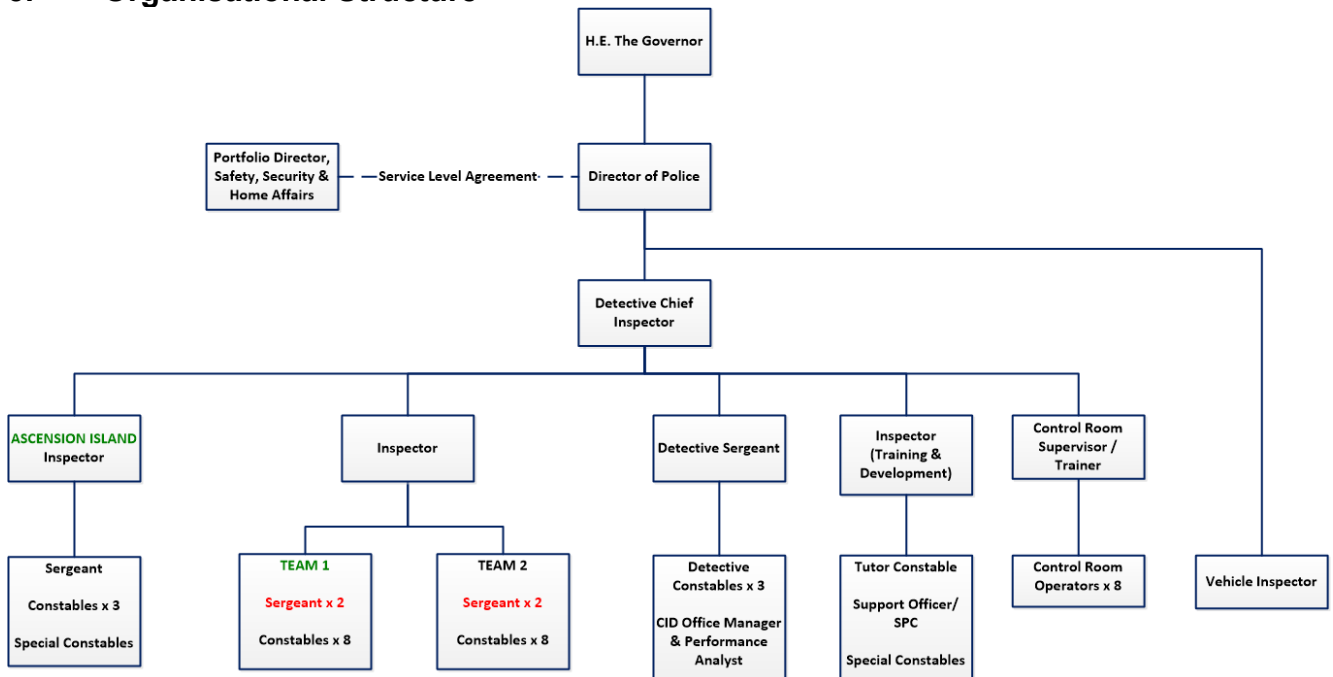 Organisational Structure
H.E. The Governor
Portfolio Director,
Safety, Security &
Home Affairs
Service Level Agreement
Director of Police
Detective Chief
Inspector
ASCENSION ISLAND
Inspector
Inspector
Detective Sergeant
Inspector
(Training &
Development)
Control Room
Supervisor /
Trainer
Sergeant
Constables x 3
Special Constables
TEAM 1
Sergeant x 2
Constables x 8
TEAM 2
Sergeant x 2
Constables x 8
Detective
Constables x 3
CID Office Manager
& Performance
Analyst
Tutor Constable
Support Officer/
SPC
Special Constables
Control Room
Operators x 8
Vehicle Inspector